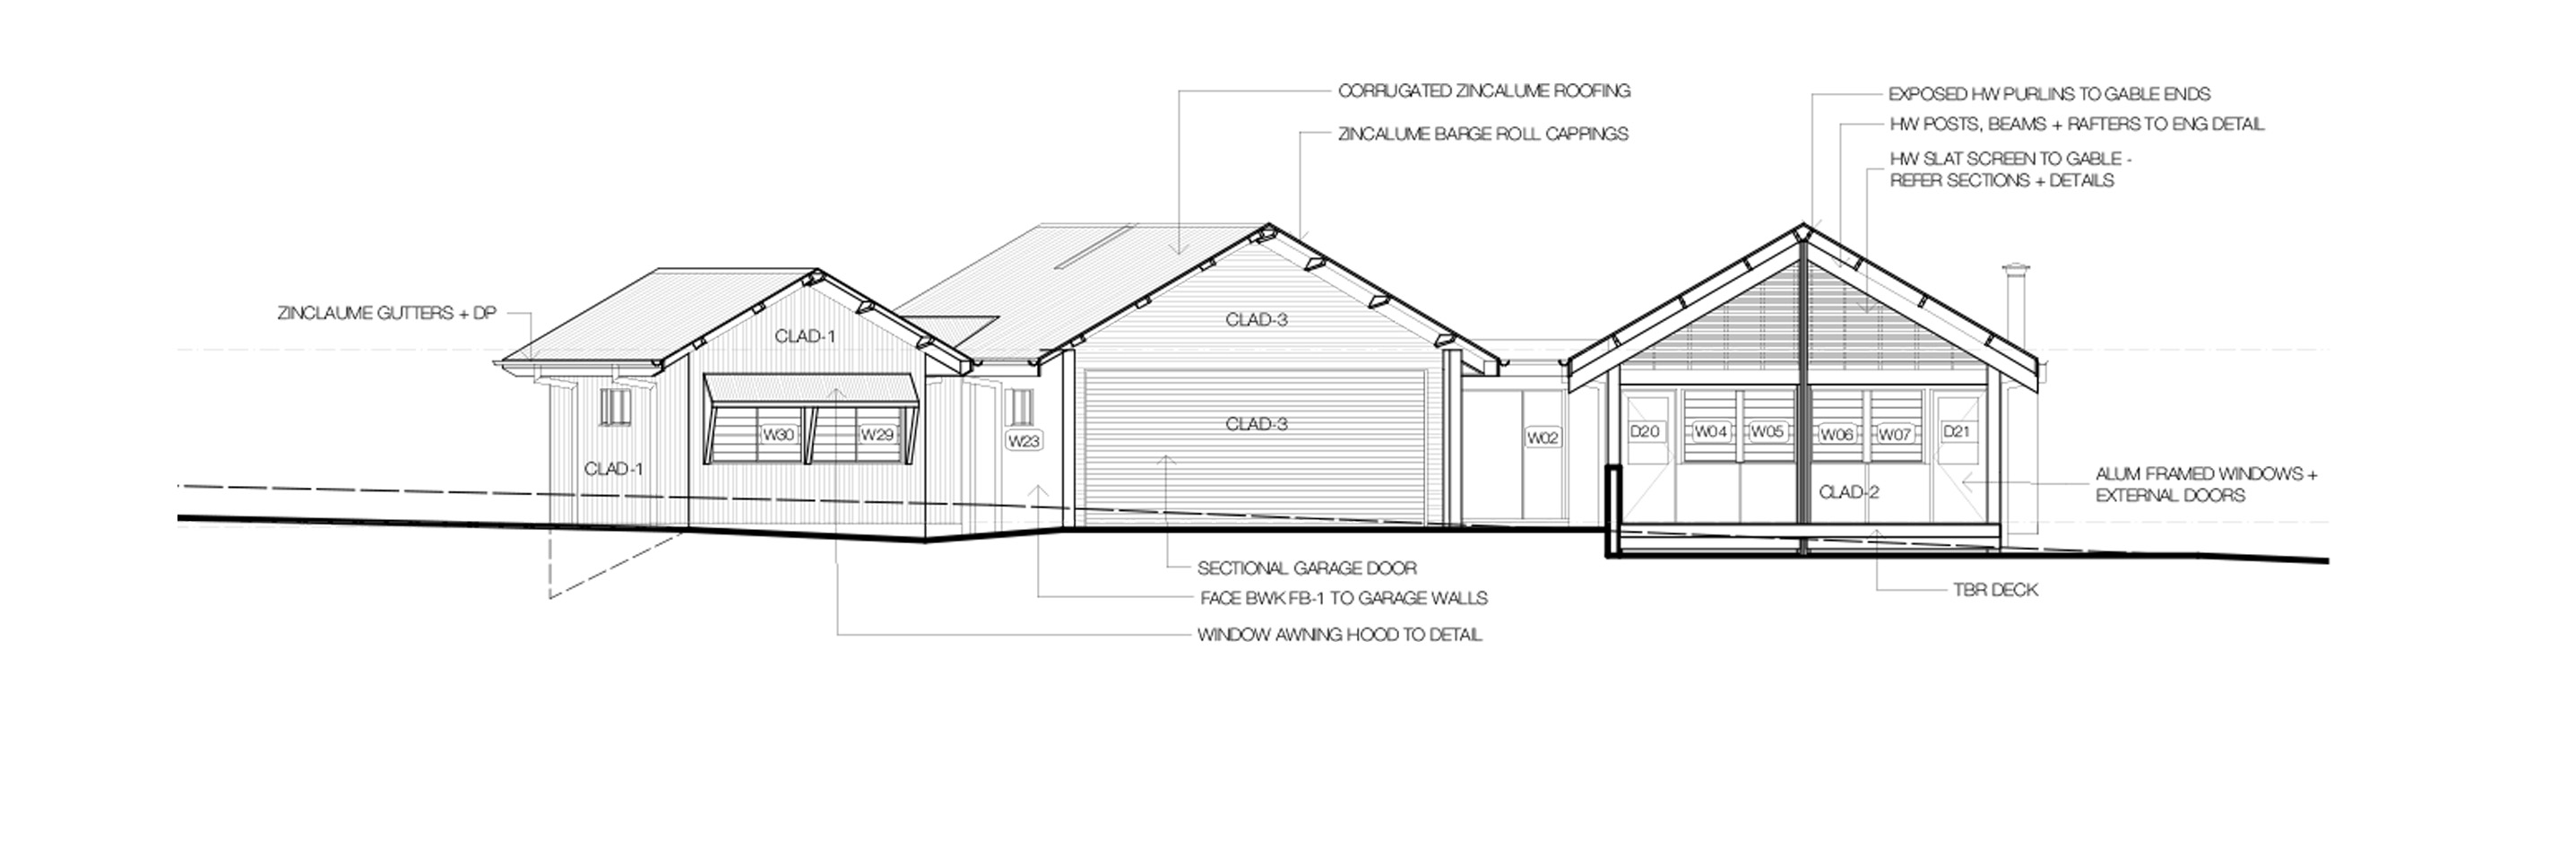 CORRUGATED ZINCALUME ROOFING
ZINCALUME BARGE ROLL CAPPINGS
EXPOSED HW PURLINS TO GABLE ENDS
HW POSTS, BEAMS + RAFTERS TO ENG DETAIL
HW SLAT SCREEN TO GABLE -
REFER SECTIONS + DETAILS
ZINCLAUME GUTTERS + DP
CLAD-1
CLAD-3
W30
W29
CLAD-1
W23
CLAD-3
W02
D20
W04
W05
W06
W07
D21
CLAD-2
ALUM FRAMED WINDOWS +
EXTERNAL DOORS
SECTIONAL GARAGE DOOR
FACE BWK FB-1 TO GARAGE WALLS
WINDOW AWNING HOOD TO DETAIL
TBR DECK